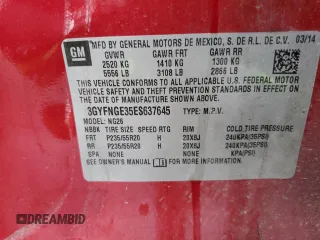 GM
MFD BY GENERAL MOTORS DE MEXICO, S. DE R.L. DE C.V. 03/14
GVWR GAWR FRT GAWR RR
2520 KG 1410 KG 1300 KG
5556 LB 3108 LB 2866 LB
THIS VEHICLE CONFORMS TO ALL APPLICABLE U.S. FEDERAL MOTOR
VEHICLE SAFETY, BUMPER, AND THEFT PREVENTION STANDARDS IN
EFFECT ON THE DATE OF MANUFACTURE SHOWN ABOVE.
3GYFNGE35ES637645 TYPE: M.P.V.
MODEL: NG26
NBBK TIRE SIZE SPEED RTG RIM COLD TIRE PRESSURE
FRT P235/55R20 H 20X8J 240KPA(35PSI)
RR P235/55R20 H 20X8J 240KPA(35PSI)
SPA NONE NONE KPA(PSI)
DREAMBID